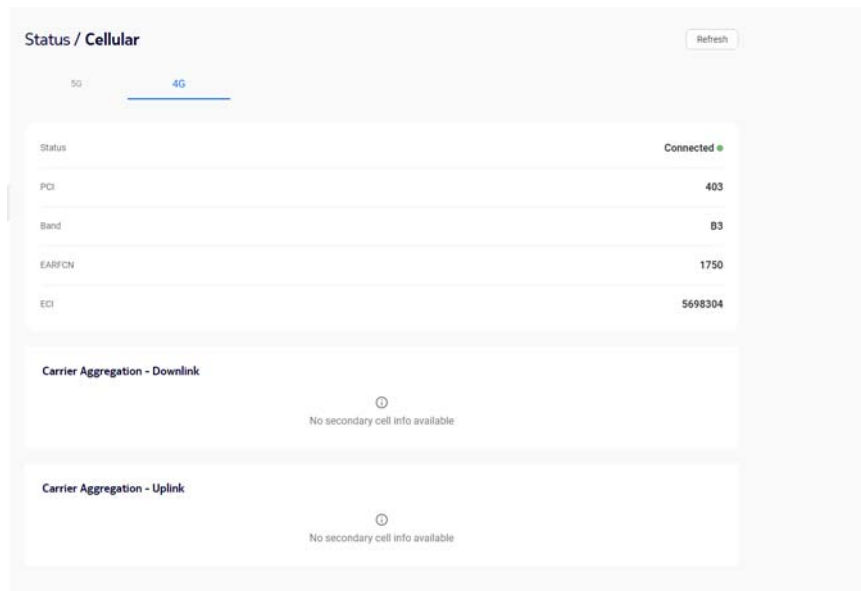 Status / Cellular
Refresh
5G
4G
Status
Connected
PCI
403
Band
B3
EARFCN
1750
ECI
5698304
Carrier Aggregation - Downlink
No secondary cell info available
Carrier Aggregation - Uplink
No secondary cell info available